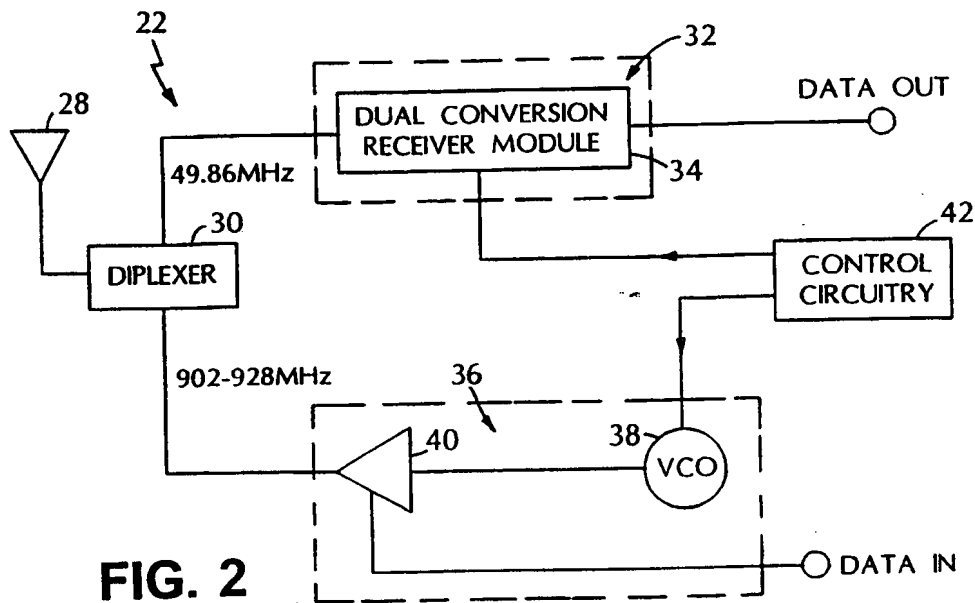 22
32
28
DUAL CONVERSION
RECEIVER MODULE
34
DATA OUT
49.86MHz
30
DIPLEXER
42
CONTROL
CIRCUITRY
902-928MHz
36
40
38
VCO
DATA IN
FIG. 2